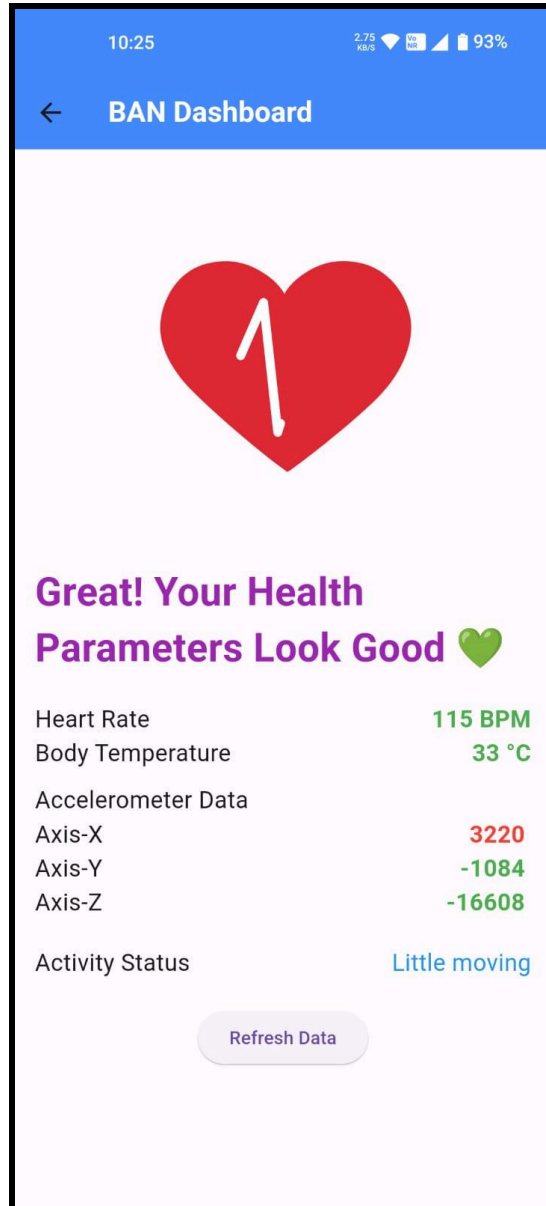 10:25 2.75 KB/S Vo NR 93%
BAN Dashboard
Great! Your Health
Parameters Look Good 💚
Heart Rate 115 BPM
Body Temperature 33 °C
Accelerometer Data
Axis-X 3220
Axis-Y -1084
Axis-Z -16608
Activity Status Little moving
Refresh Data